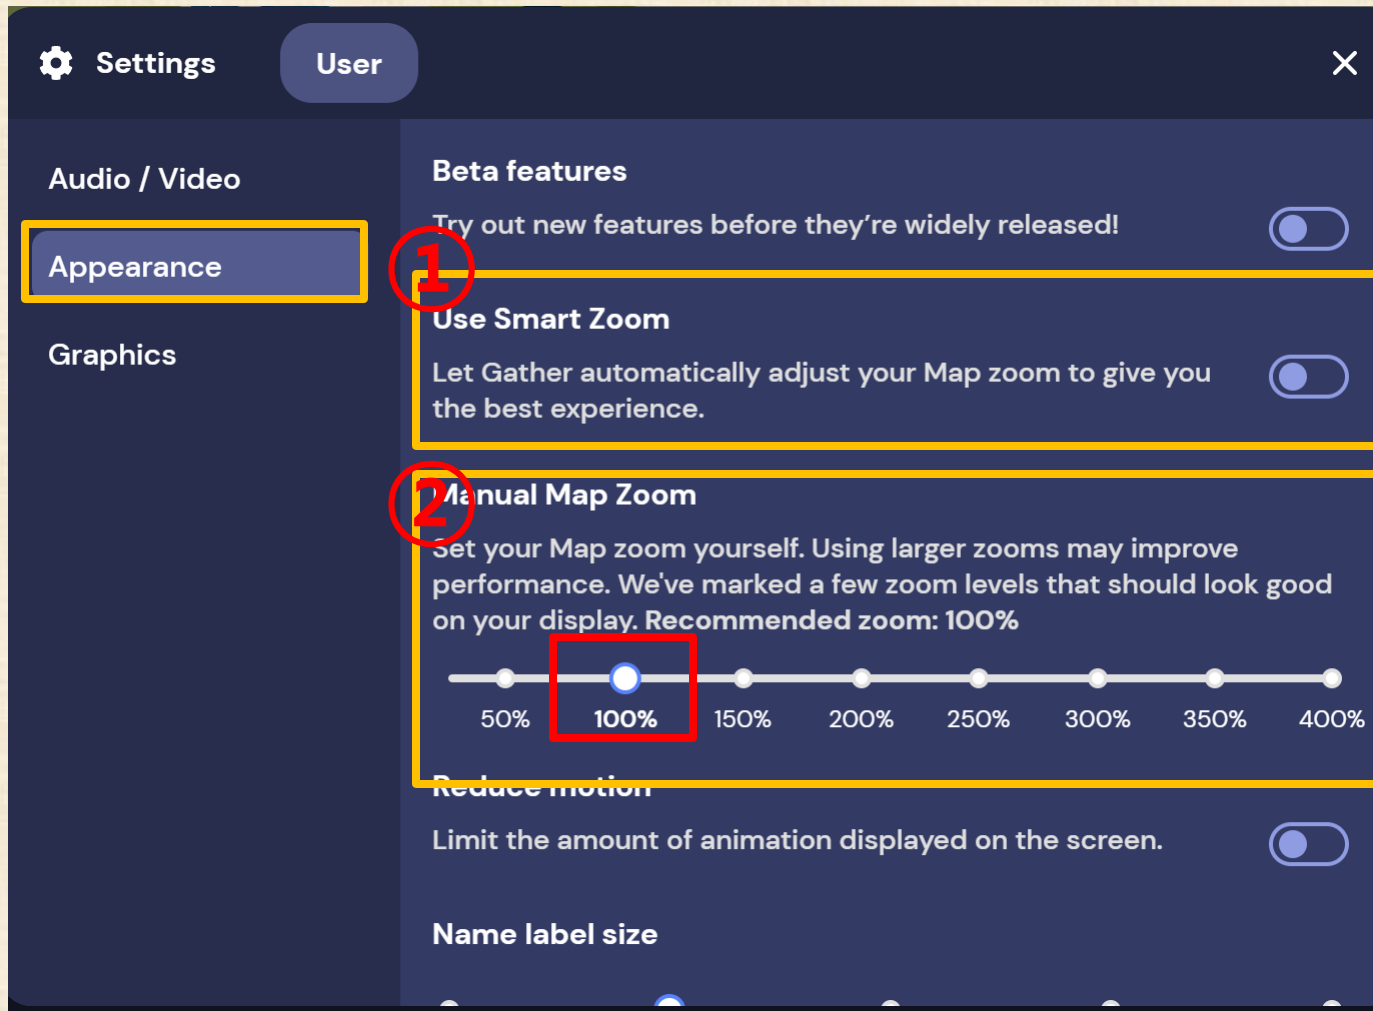 Settings
User
Audio / Video
Appearance
Graphics
Beta features
Try out new features before they’re widely released!
①
Use Smart Zoom
Let Gather automatically adjust your Map zoom to give you
the best experience.
②
Manual Map Zoom
Set your Map zoom yourself. Using larger zooms may improve
performance. We've marked a few zoom levels that should look good
on your display. Recommended zoom: 100%
50% 100% 150% 200% 250% 300% 350% 400%
Reduce motion
Limit the amount of animation displayed on the screen.
Name label size